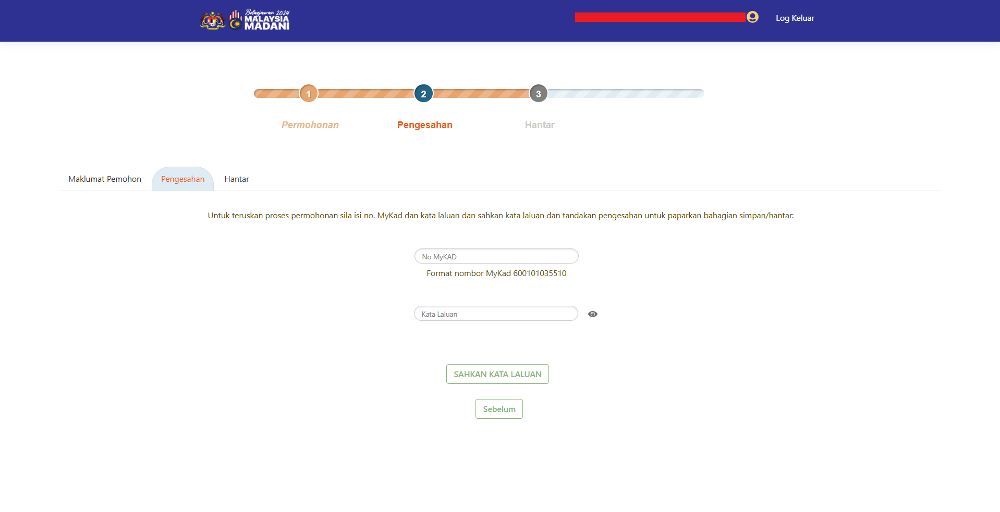 Belanjawan 2024
MALAYSIA
MADANI
Log Keluar
1
2
3
Permohonan
Pengesahan
Hantar
Maklumat Pemohon
Pengesahan
Hantar
Untuk teruskan proses permohonan sila isi no. MyKad dan kata laluan dan sahkan kata laluan dan tandakan pengesahan untuk paparkan bahagian simpan/hantar:
No MyKAD
Format nombor MyKad 600101035510
Kata Laluan
SAHKAN KATA LALUAN
Sebelum